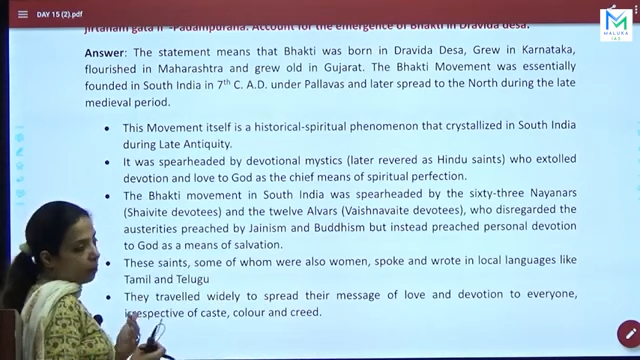 DAY 15 (2).pdf
MALUKA
IAS
jirtanam gata II -Padampurana. Account for the emergence of Bhakti in Dravida desa.
Answer: The statement means that Bhakti was born in Dravida Desa, Grew in Karnataka,
flourished in Maharashtra and grew old in Gujarat. The Bhakti Movement was essentially
founded in South India in 7th C. A.D. under Pallavas and later spread to the North during the late
medieval period.
• This Movement itself is a historical-spiritual phenomenon that crystallized in South India
during Late Antiquity.
• It was spearheaded by devotional mystics (later revered as Hindu saints) who extolled
devotion and love to God as the chief means of spiritual perfection.
• The Bhakti movement in South India was spearheaded by the sixty-three Nayanars
(Shaivite devotees) and the twelve Alvars (Vaishnavaite devotees), who disregarded the
austerities preached by Jainism and Buddhism but instead preached personal devotion
to God as a means of salvation.
• These saints, some of whom were also women, spoke and wrote in local languages like
Tamil and Telugu
• They travelled widely to spread their message of love and devotion to everyone,
irrespective of caste, colour and creed.